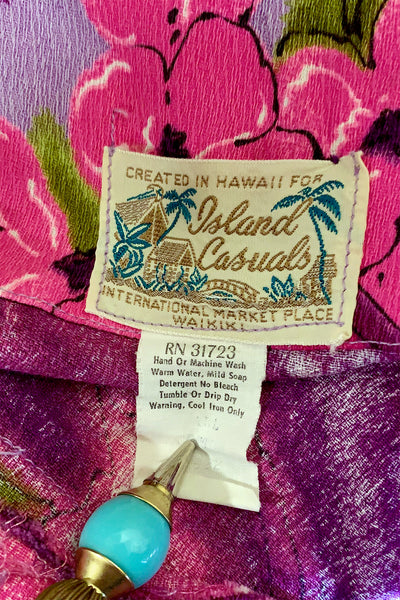 CREATED IN HAWAII FOR
Island
Casuals
INTERNATIONAL MARKET PLACE
WAIKIKI
RN 31723
Hand Or Machine Wash
Warm Water, Mild Soap
Detergent No Bleach
Tumble Or Drip Dry
Warning, Cool Iron Only